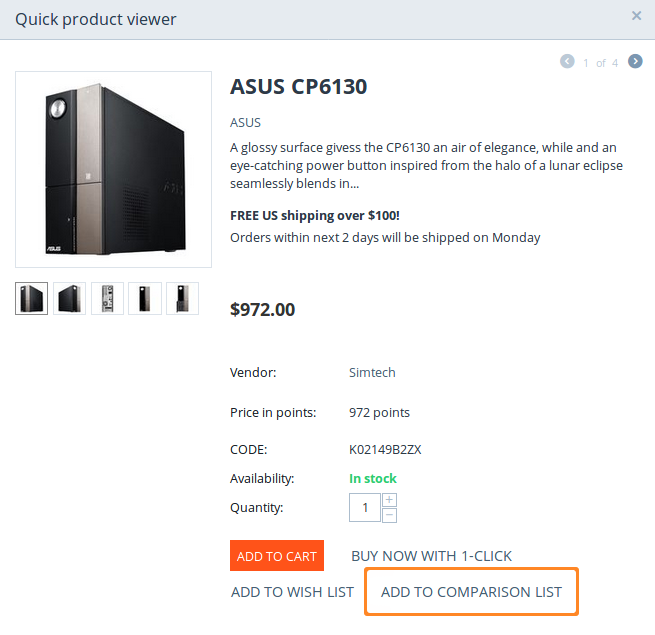 Quick product viewer
×
1 of 4
ASUS CP6130
ASUS
A glossy surface givess the CP6130 an air of elegance, while and an
eye-catching power button inspired from the halo of a lunar eclipse
seamlessly blends in...
FREE US shipping over $100!
Orders within next 2 days will be shipped on Monday
ASUS
$972.00
Vendor: Simtech
Price in points: 972 points
CODE: K02149B2ZX
Availability: In stock
Quantity: 1 + −
ADD TO CART BUY NOW WITH 1-CLICK
ADD TO WISH LIST ADD TO COMPARISON LIST